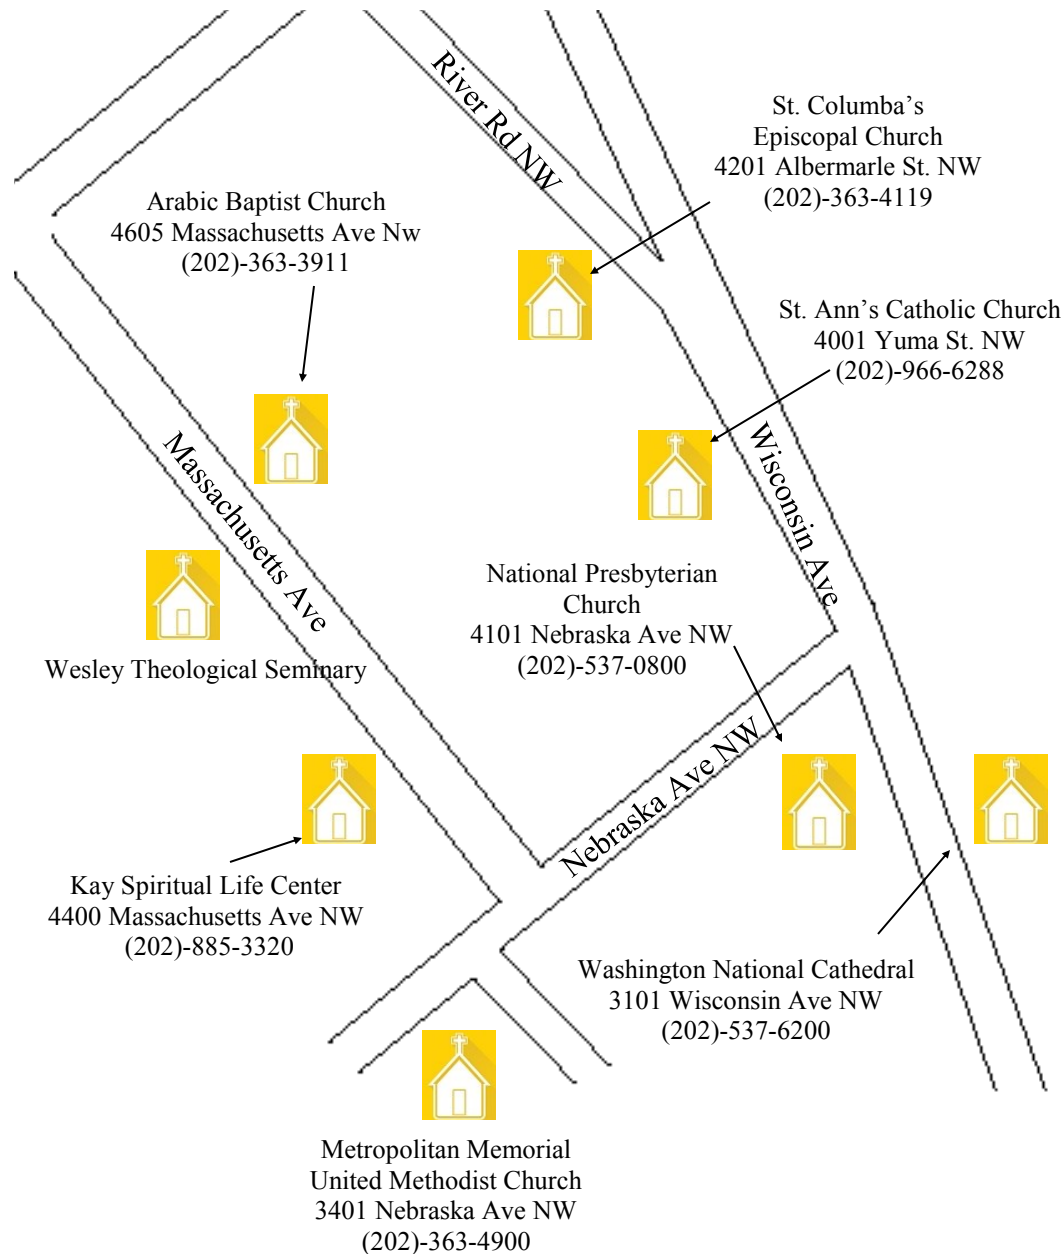 River Rd NW
St. Columba's
Episcopal Church
4201 Albermarle St. NW
(202)-363-4119
Arabic Baptist Church
4605 Massachusetts Ave Nw
(202)-363-3911
St. Ann's Catholic Church
4001 Yuma St. NW
(202)-966-6288
Massachusetts Ave
Wisconsin Ave
National Presbyterian
Church
4101 Nebraska Ave NW
(202)-537-0800
Wesley Theological Seminary
Nebraska Ave NW
Kay Spiritual Life Center
4400 Massachusetts Ave NW
(202)-885-3320
Washington National Cathedral
3101 Wisconsin Ave NW
(202)-537-6200
Metropolitan Memorial
United Methodist Church
3401 Nebraska Ave NW
(202)-363-4900